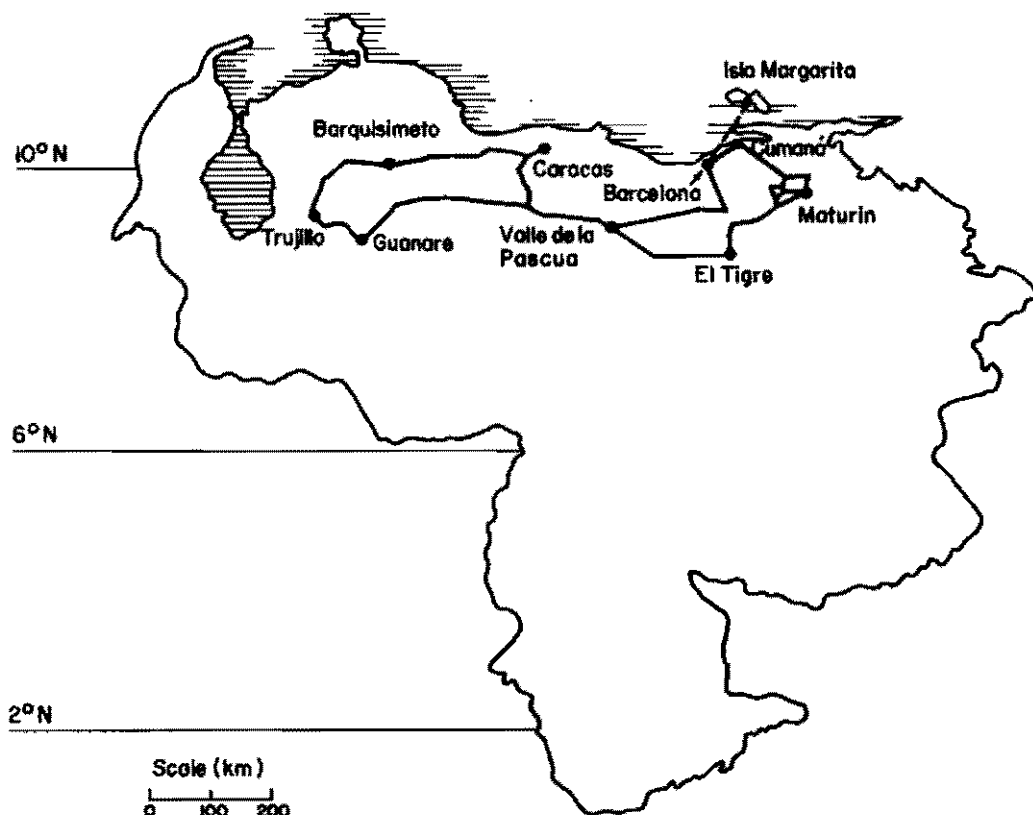 Isla Margarita
Barquisimeto
Cumaná
10°N
Caracas
Barcelona
Maturin
Trujillo
Guanare
Valle de la
Pascua
El Tigre
6°N
2°N
Scale (km)
0 100 200